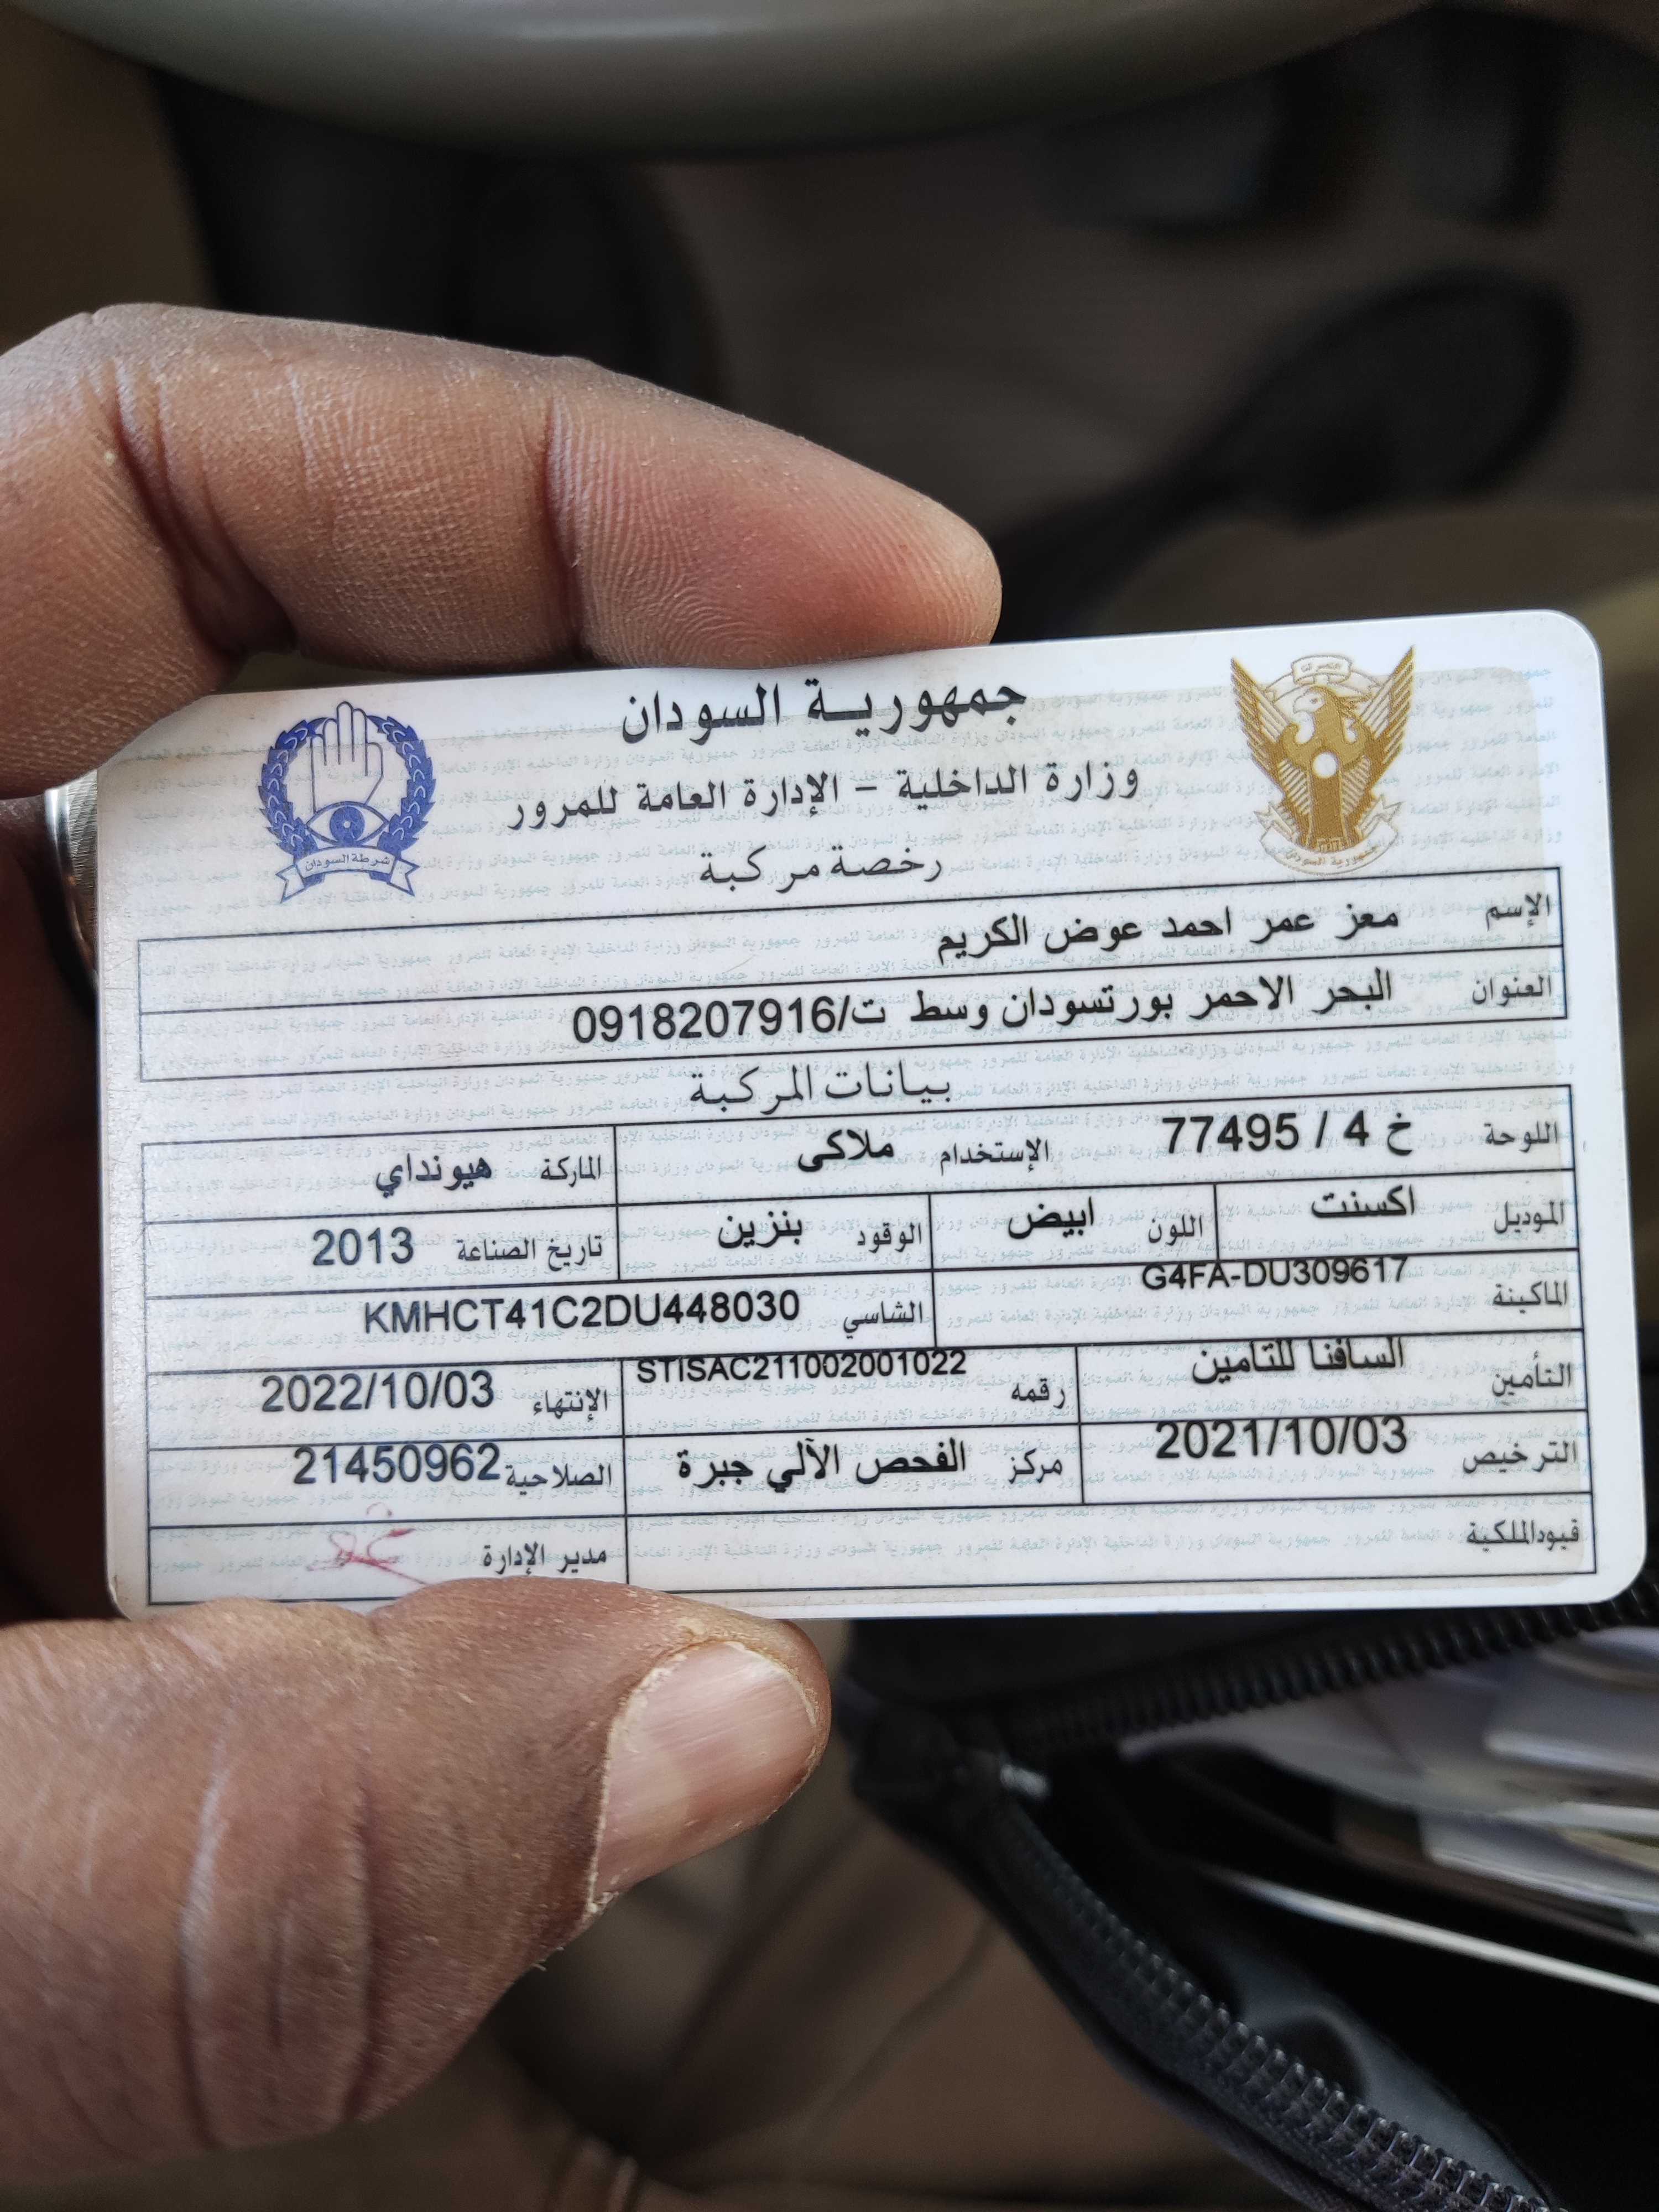 جمهورية السودان
وزارة الداخلية - الإدارة العامة للمرور
رخصة مركبة
شرطة السودان
النصر لنا
جمهورية السودان
الإسم معز عمر احمد عوض الكريم
العنوان البحر الاحمر بورتسودان وسط ت/0918207916
بيانات المركبة
اللوحة خ 4 / 77495 الإستخدام ملاكى الماركة هيونداي
الموديل اكسنت اللون ابيض الوقود بنزين تاريخ الصناعة 2013
الماكينة G4FA-DU309617 الشاسي KMHCT41C2DU448030
التأمين السافنا للتامين رقمه STISAC211002001022 الإنتهاء 2022/10/03
الترخيص 2021/10/03 مركز الفحص الآلي جبرة الصلاحية 21450962
قيود الملكية مدير الإدارة